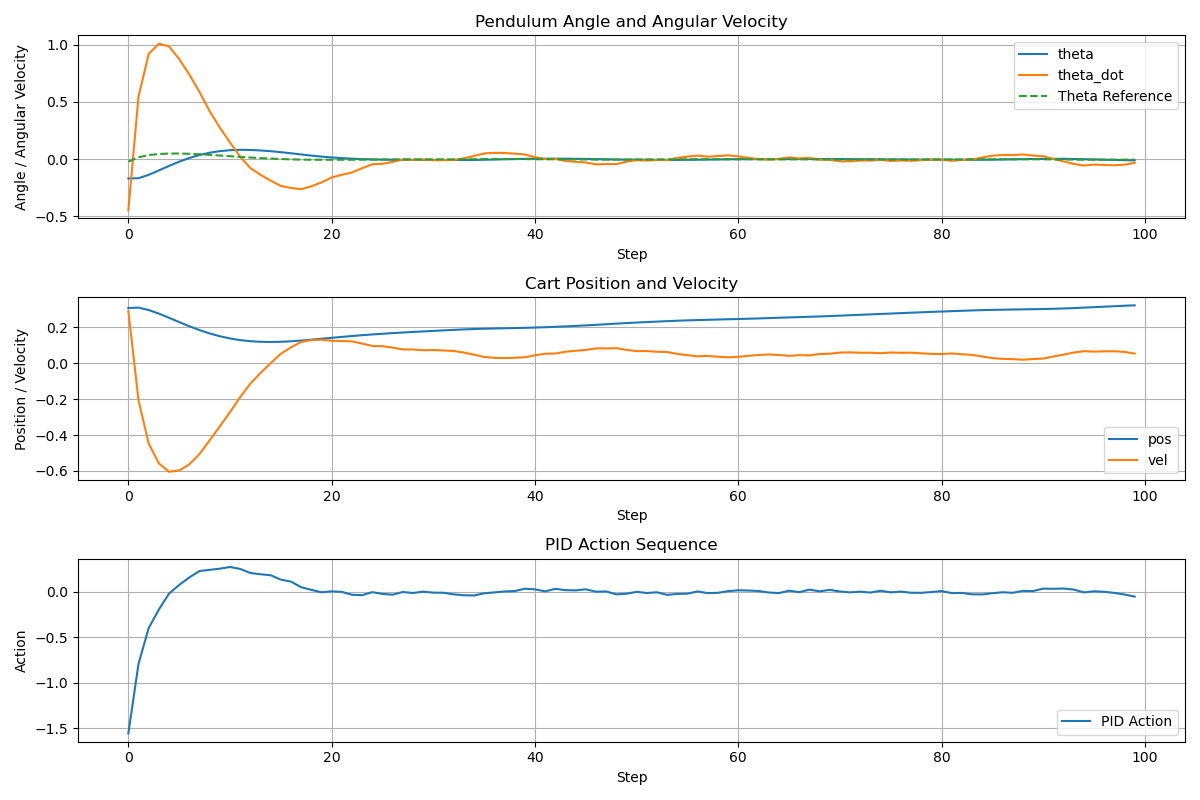 Pendulum Angle and Angular Velocity
Angle / Angular Velocity
1.0
0.5
0.0
−0.5
theta
theta_dot
Theta Reference
0 20 40 60 80 100
Step
Cart Position and Velocity
Position / Velocity
0.2
0.0
−0.2
−0.4
−0.6
pos
vel
0 20 40 60 80 100
Step
PID Action Sequence
Action
0.0
−0.5
−1.0
−1.5
PID Action
0 20 40 60 80 100
Step